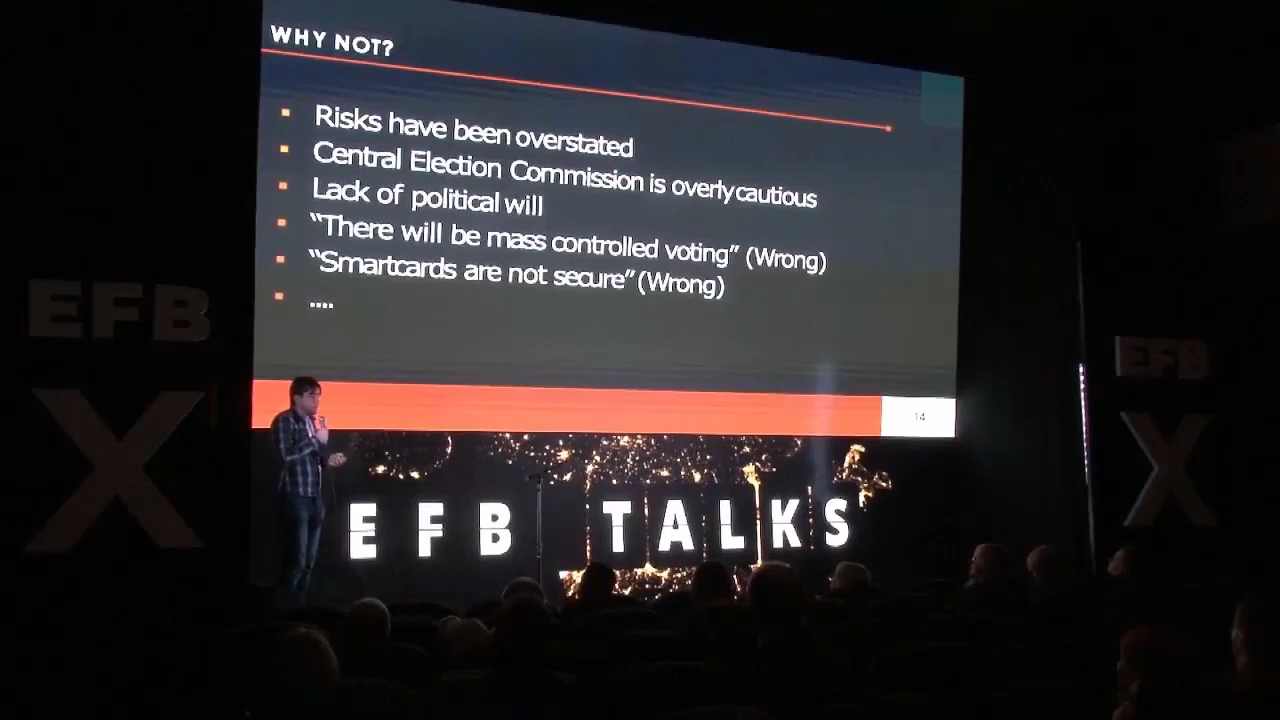 WHY NOT?
Risks have been overstated
Central Election Commission is overly cautious
Lack of political will
“There will be mass controlled voting” (Wrong)
“Smartcards are not secure” (Wrong)
....
14
EFB
X
EFB
X
EFB TALKS